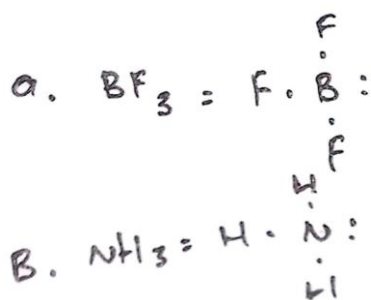 F
a. BF3 = F . B :
F
H
B. NH3 = H . N :
H